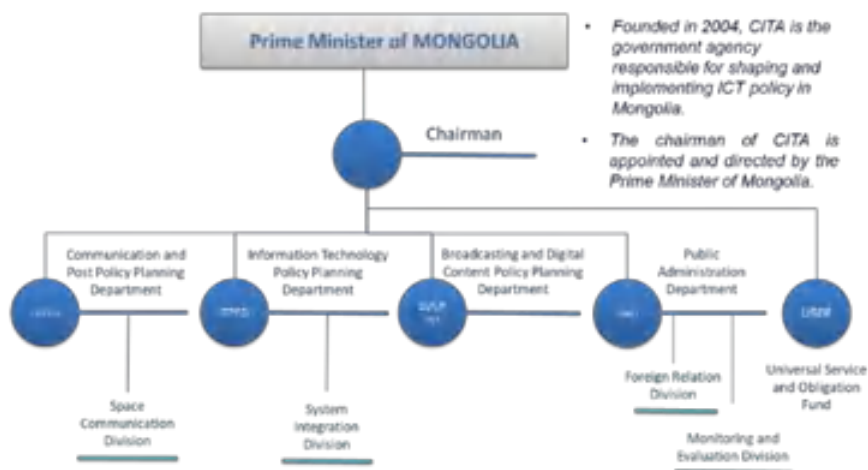 Prime Minister of MONGOLIA
• Founded in 2004, CITA is the
government agency
responsible for shaping and
implementing ICT policy in
Mongolia.
Chairman
• The chairman of CITA is
appointed and directed by the
Prime Minister of Mongolia.
Communication and
Post Policy Planning
Department
Information Technology
Policy Planning
Department
Broadcasting and Digital
Content Policy Planning
Department
Public
Administration
Department
Universal Service
and Obligation
Fund
Space
Communication
Division
System
Integration
Division
Foreign Relation
Division
Monitoring and
Evaluation Division